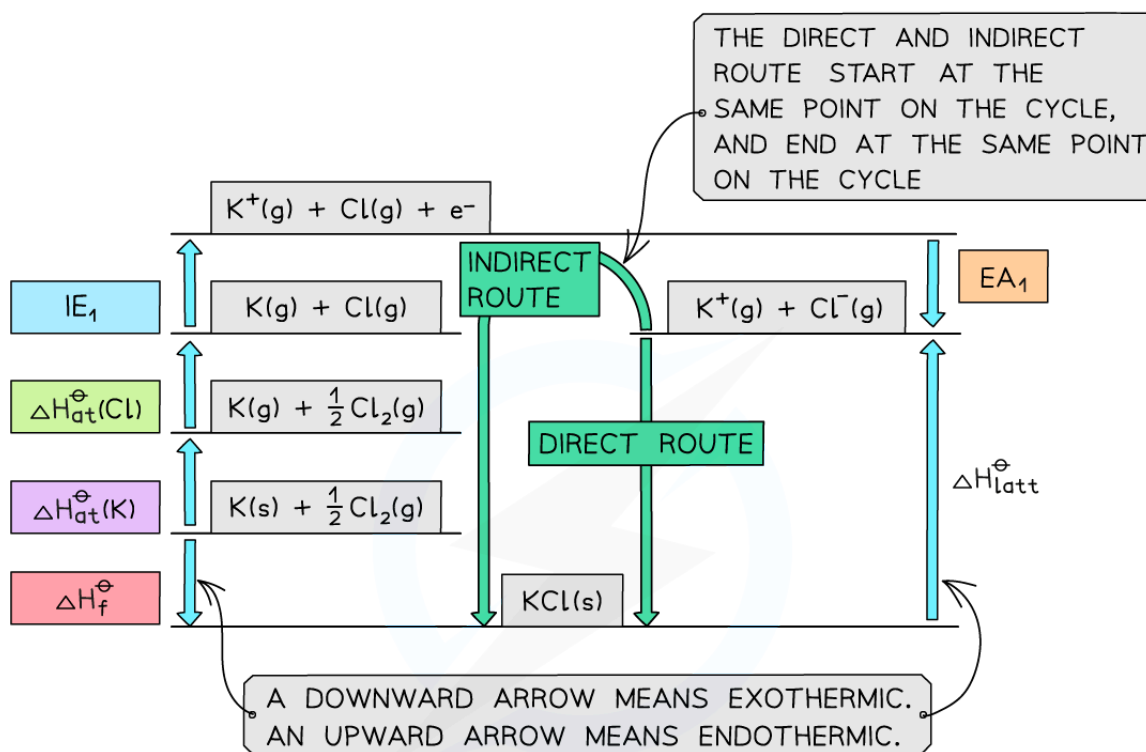 THE DIRECT AND INDIRECT
ROUTE START AT THE
SAME POINT ON THE CYCLE,
AND END AT THE SAME POINT
ON THE CYCLE
K⁺(g) + Cl(g) + e⁻
IE₁
K(g) + Cl(g)
INDIRECT
ROUTE
K⁺(g) + Cl⁻(g)
EA₁
△H⦵at(Cl)
K(g) + ½Cl₂(g)
DIRECT ROUTE
△H⦵latt
△H⦵at(K)
K(s) + ½Cl₂(g)
△H⦵f
KCl(s)
A DOWNWARD ARROW MEANS EXOTHERMIC.
AN UPWARD ARROW MEANS ENDOTHERMIC.